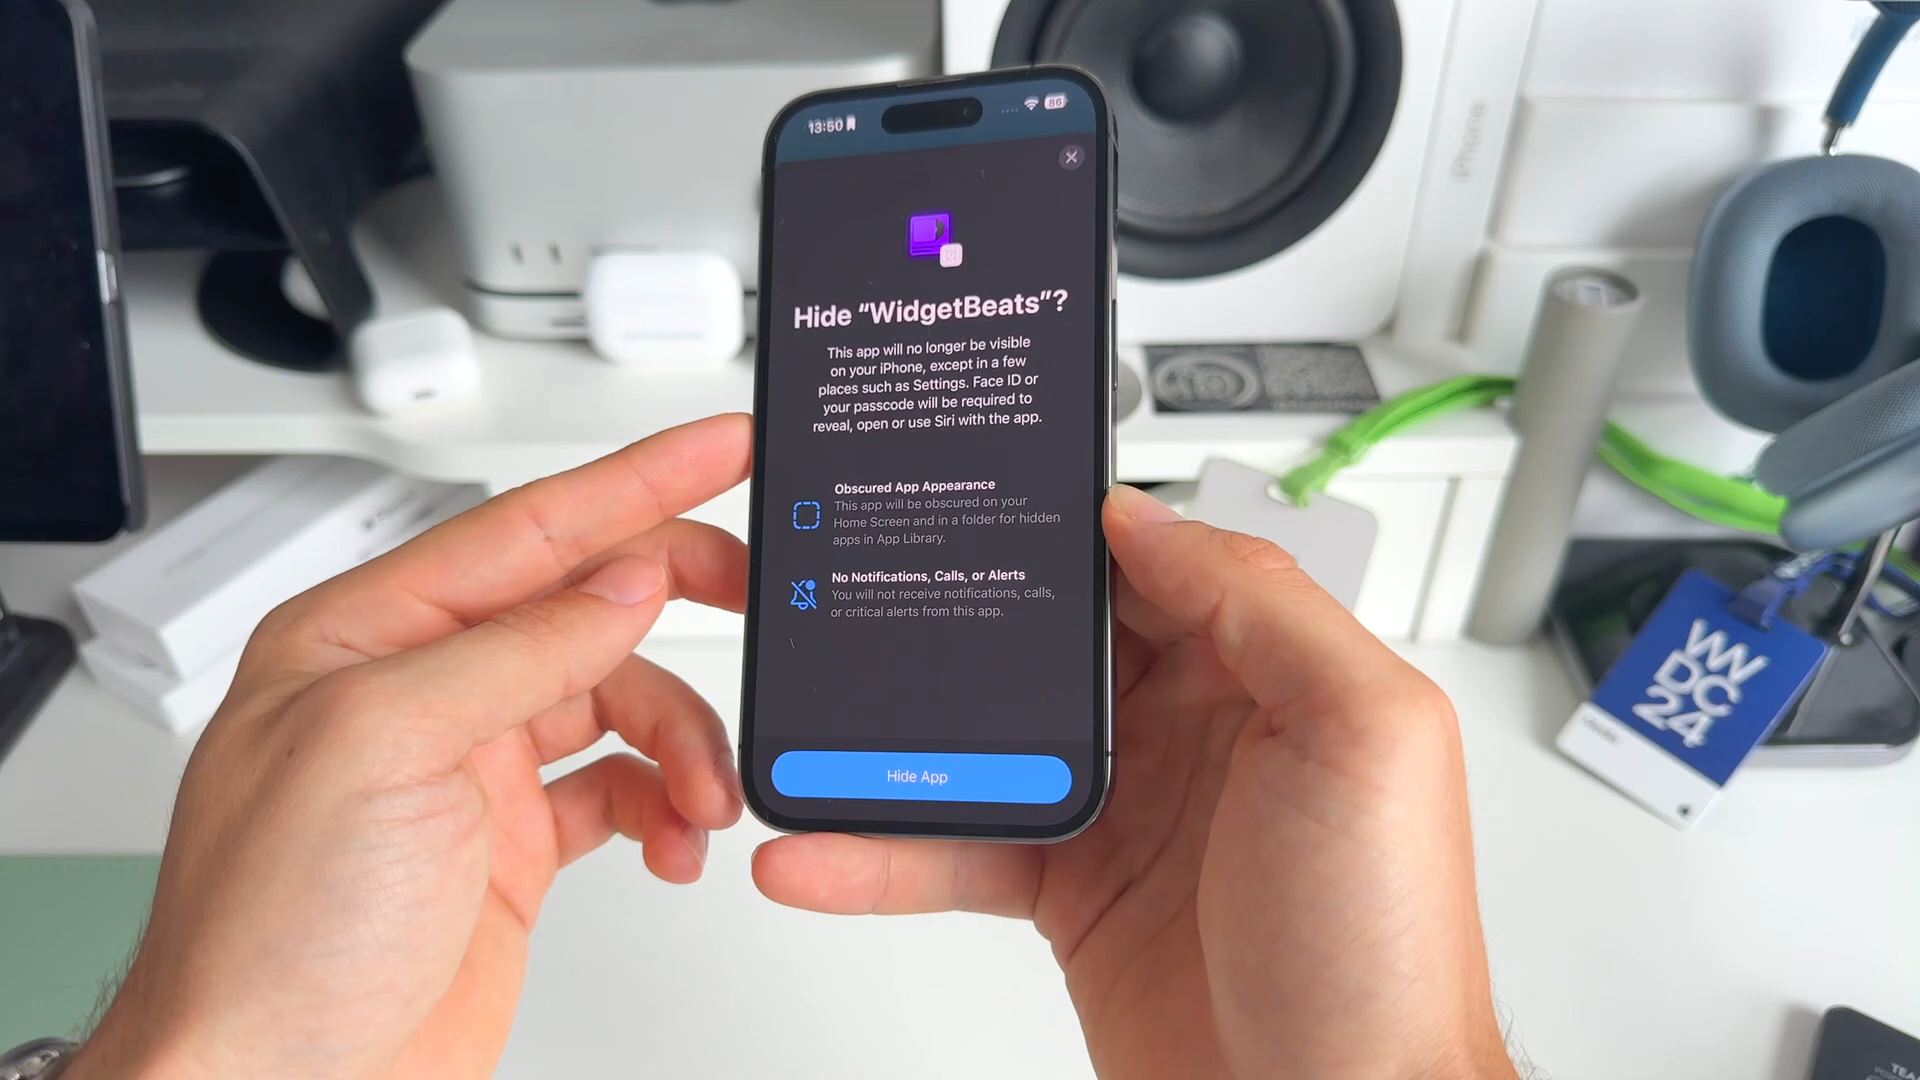 13:50
86
Hide “WidgetBeats”?
This app will no longer be visible
on your iPhone, except in a few
places such as Settings. Face ID or
your passcode will be required to
reveal, open or use Siri with the app.
Obscured App Appearance
This app will be obscured on your
Home Screen and in a folder for hidden
apps in App Library.
No Notifications, Calls, or Alerts
You will not receive notifications, calls,
or critical alerts from this app.
Hide App
iPhone
WW
DC
24